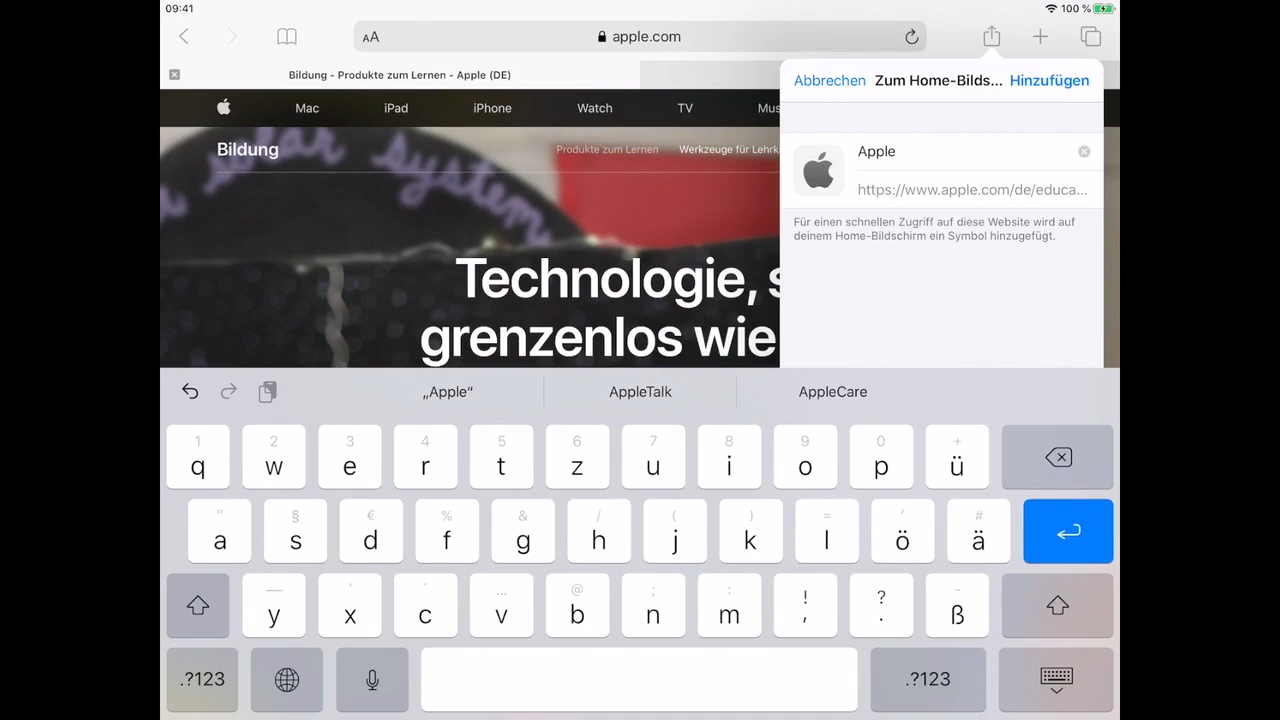 09:41
100 %
AA
apple.com
Bildung - Produkte zum Lernen - Apple (DE)
Abbrechen Zum Home-Bilds... Hinzufügen
Mac iPad iPhone Watch TV Mus
Bildung
Produkte zum Lernen Werkzeuge für Lehrk
Apple
https://www.apple.com/de/educa...
Für einen schnellen Zugriff auf diese Website wird auf
deinem Home-Bildschirm ein Symbol hinzugefügt.
a solar system
Technologie, s
grenzenlos wie
„Apple“ AppleTalk AppleCare
1 2 3 4 5 6 7 8 9 0 +
q w e r t z u i o p ü
” § € % & / ( ) = ’ #
a s d f g h j k l ö ä
— ` ´ ... @ ; : ! ? -
y x c v b n m , . ß
.?123 .?123